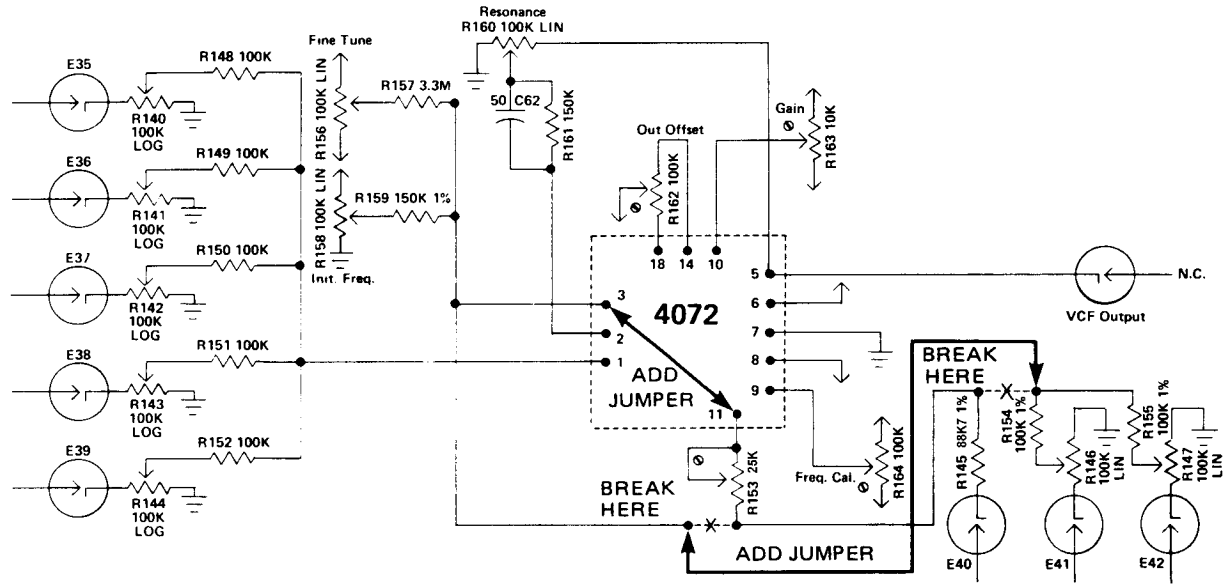 Resonance
R160 100K LIN
Fine Tune
R148 100K
E35
R140
100K
LOG
R156 100K LIN
R157 3.3M
50 C62
R161 150K
Gain
R163 10K
Out Offset
R162 100K
R149 100K
E36
R141
100K
LOG
R158 100K LIN
R159 150K 1%
Init. Freq.
R150 100K
E37
R142
100K
LOG
R151 100K
E38
R143
100K
LOG
R152 100K
E39
R144
100K
LOG
18 14 10
3
2
1
4072
5
6
7
8
9
11
ADD
JUMPER
N.C.
VCF Output
BREAK
HERE
R153 25K
Freq. Cal.
R164 100K
BREAK
HERE
ADD JUMPER
R145 88K7 1%
R154
100K 1%
R155
100K 1%
R146
100K
LIN
R147
100K
LIN
E40
E41
E42